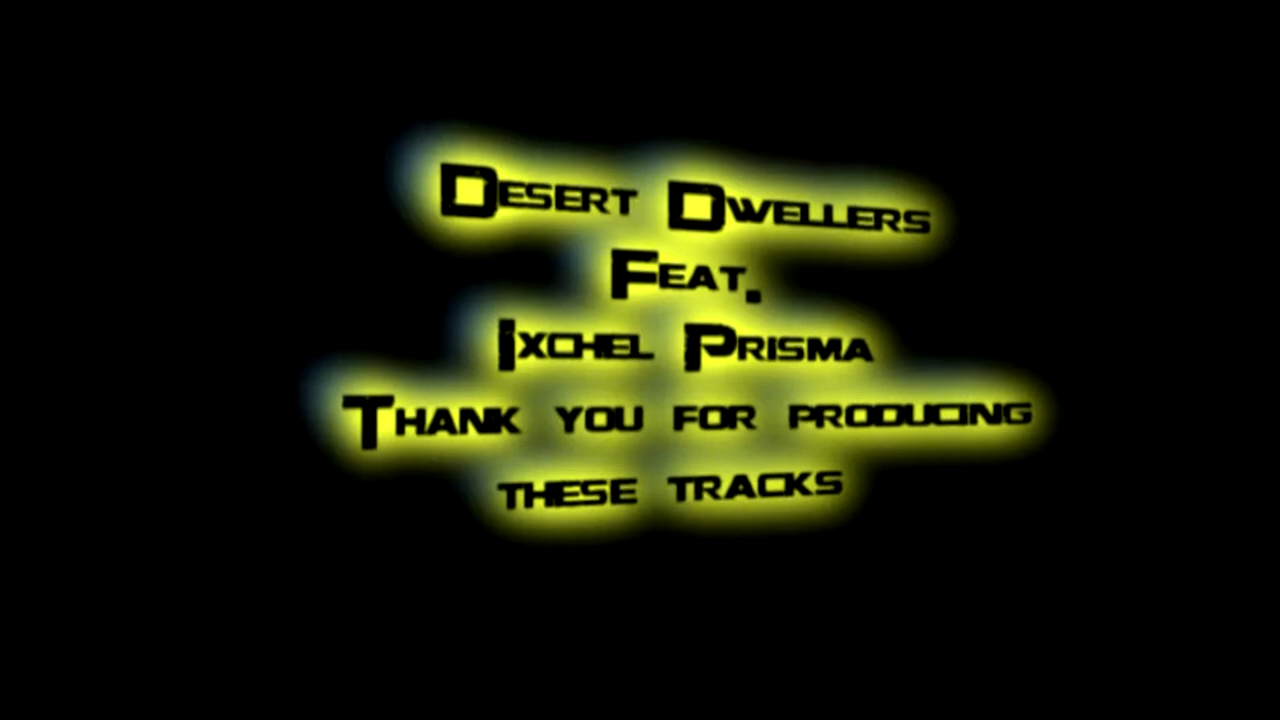 Desert Dwellers
Feat.
Ixchel Prisma
Thank you for producing
these tracks